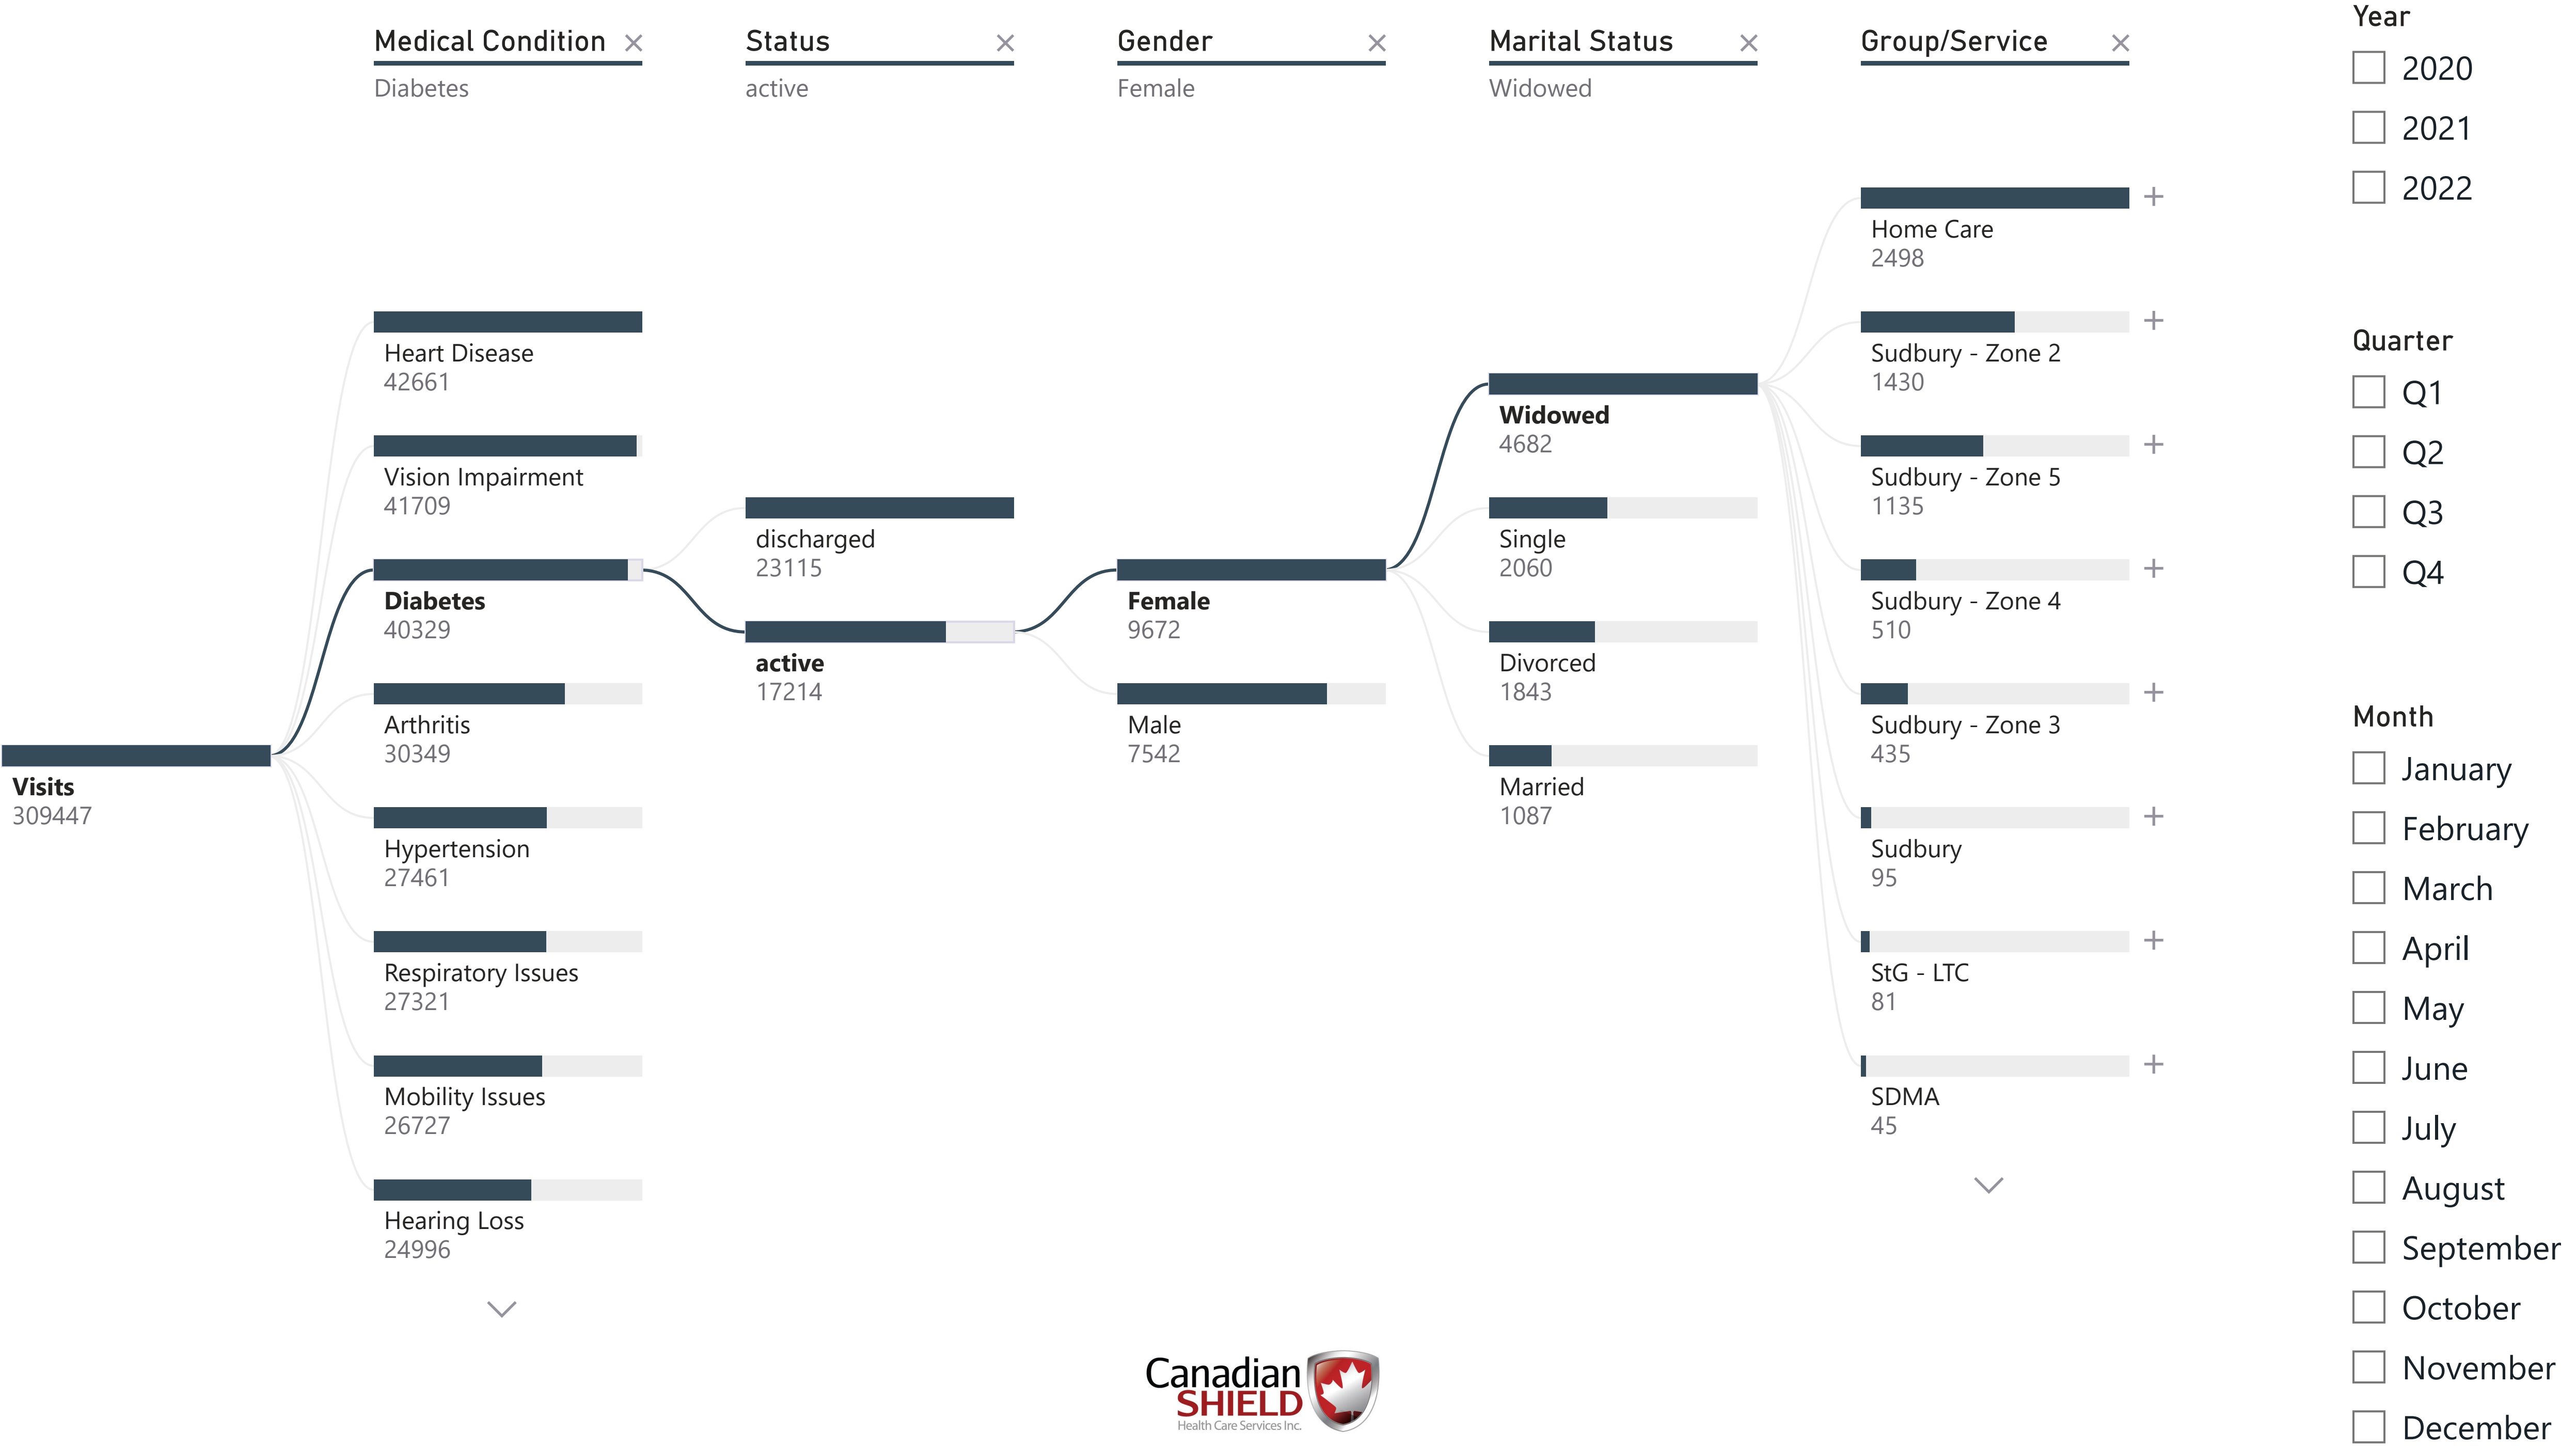 Medical Condition
Diabetes
Status
active
Gender
Female
Marital Status
Widowed
Group/Service
Visits
309447
Heart Disease
42661
Vision Impairment
41709
Diabetes
40329
Arthritis
30349
Hypertension
27461
Respiratory Issues
27321
Mobility Issues
26727
Hearing Loss
24996
discharged
23115
active
17214
Female
9672
Male
7542
Widowed
4682
Single
2060
Divorced
1843
Married
1087
Home Care
2498
Sudbury - Zone 2
1430
Sudbury - Zone 5
1135
Sudbury - Zone 4
510
Sudbury - Zone 3
435
Sudbury
95
StG - LTC
81
SDMA
45
Year
2020
2021
2022
Quarter
Q1
Q2
Q3
Q4
Month
January
February
March
April
May
June
July
August
September
October
November
December
Canadian
SHIELD
Health Care Services Inc.